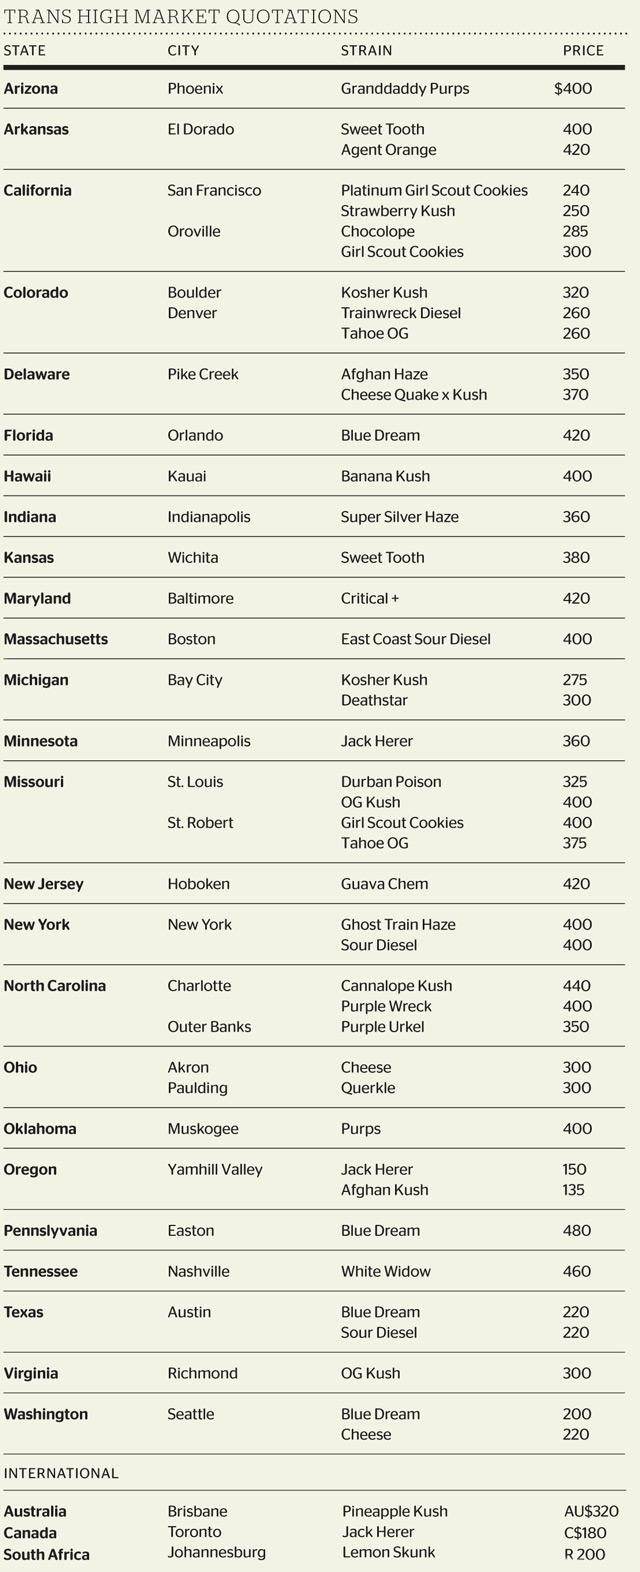 TRANS HIGH MARKET QUOTATIONS
STATE CITY STRAIN PRICE
Arizona Phoenix Granddaddy Purps $400
Arkansas El Dorado Sweet Tooth 400
Agent Orange 420
California San Francisco Platinum Girl Scout Cookies 240
Strawberry Kush 250
Oroville Chocolope 285
Girl Scout Cookies 300
Colorado Boulder Kosher Kush 320
Denver Trainwreck Diesel 260
Tahoe OG 260
Delaware Pike Creek Afghan Haze 350
Cheese Quake x Kush 370
Florida Orlando Blue Dream 420
Hawaii Kauai Banana Kush 400
Indiana Indianapolis Super Silver Haze 360
Kansas Wichita Sweet Tooth 380
Maryland Baltimore Critical + 420
Massachusetts Boston East Coast Sour Diesel 400
Michigan Bay City Kosher Kush 275
Deathstar 300
Minnesota Minneapolis Jack Herer 360
Missouri St. Louis Durban Poison 325
OG Kush 400
St. Robert Girl Scout Cookies 400
Tahoe OG 375
New Jersey Hoboken Guava Chem 420
New York New York Ghost Train Haze 400
Sour Diesel 400
North Carolina Charlotte Cannalope Kush 440
Purple Wreck 400
Outer Banks Purple Urkel 350
Ohio Akron Cheese 300
Paulding Querkle 300
Oklahoma Muskogee Purps 400
Oregon Yamhill Valley Jack Herer 150
Afghan Kush 135
Pennslyvania Easton Blue Dream 480
Tennessee Nashville White Widow 460
Texas Austin Blue Dream 220
Sour Diesel 220
Virginia Richmond OG Kush 300
Washington Seattle Blue Dream 200
Cheese 220
INTERNATIONAL
Australia Brisbane Pineapple Kush AU$320
Canada Toronto Jack Herer C$180
South Africa Johannesburg Lemon Skunk R 200